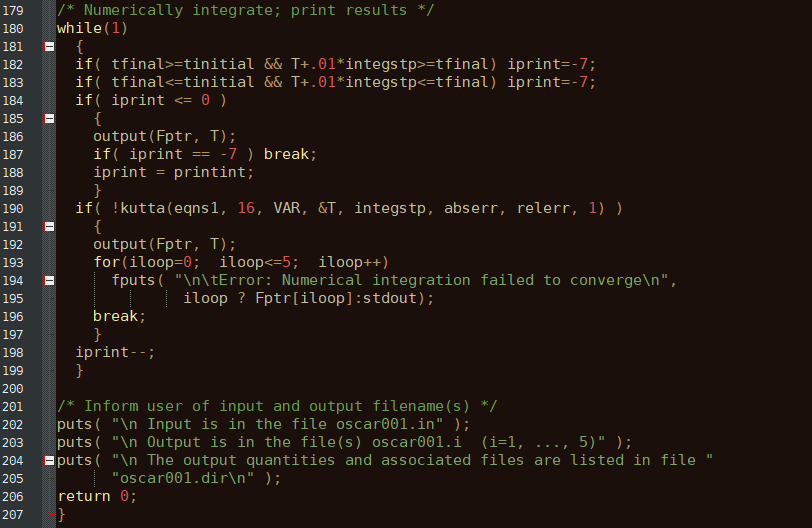 179 /* Numerically integrate; print results */
180 while(1)
181   {
182   if( tfinal>=tinitial && T+.01*integstp>=tfinal) iprint=-7;
183   if( tfinal<=tinitial && T+.01*integstp<=tfinal) iprint=-7;
184   if( iprint <= 0 )
185     {
186     output(Fptr, T);
187     if( iprint == -7 ) break;
188     iprint = printint;
189     }
190   if( !kutta(eqns1, 16, VAR, &T, integstp, abserr, relerr, 1) )
191     {
192     output(Fptr, T);
193     for(iloop=0;  iloop<=5;  iloop++)
194       fputs( "\n\tError: Numerical integration failed to converge\n",
195               iloop ? Fptr[iloop]:stdout);
196     break;
197     }
198   iprint--;
199   }
200
201 /* Inform user of input and output filename(s) */
202 puts( "\n Input is in the file oscar001.in" );
203 puts( "\n Output is in the file(s) oscar001.i  (i=1, ..., 5)" );
204 puts( "\n The output quantities and associated files are listed in file "
205       "oscar001.dir\n" );
206 return 0;
207 }